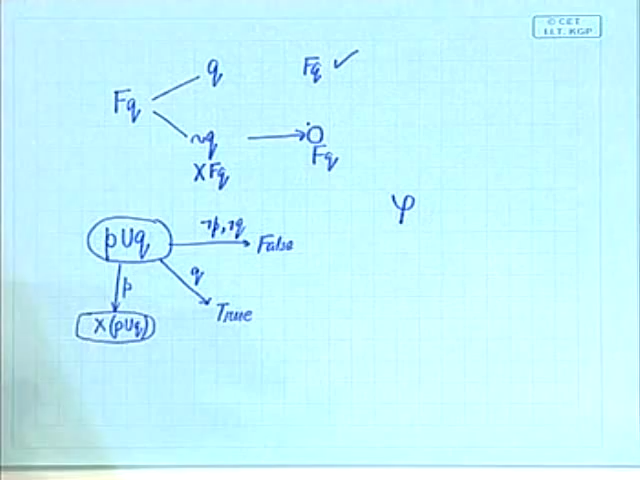 © CET
I.I.T. KGP
q
Fq ✓
Fq
~q
XFq
O
Fq
φ
pUq
¬p, ¬q
False
p
q
X(pUq)
True